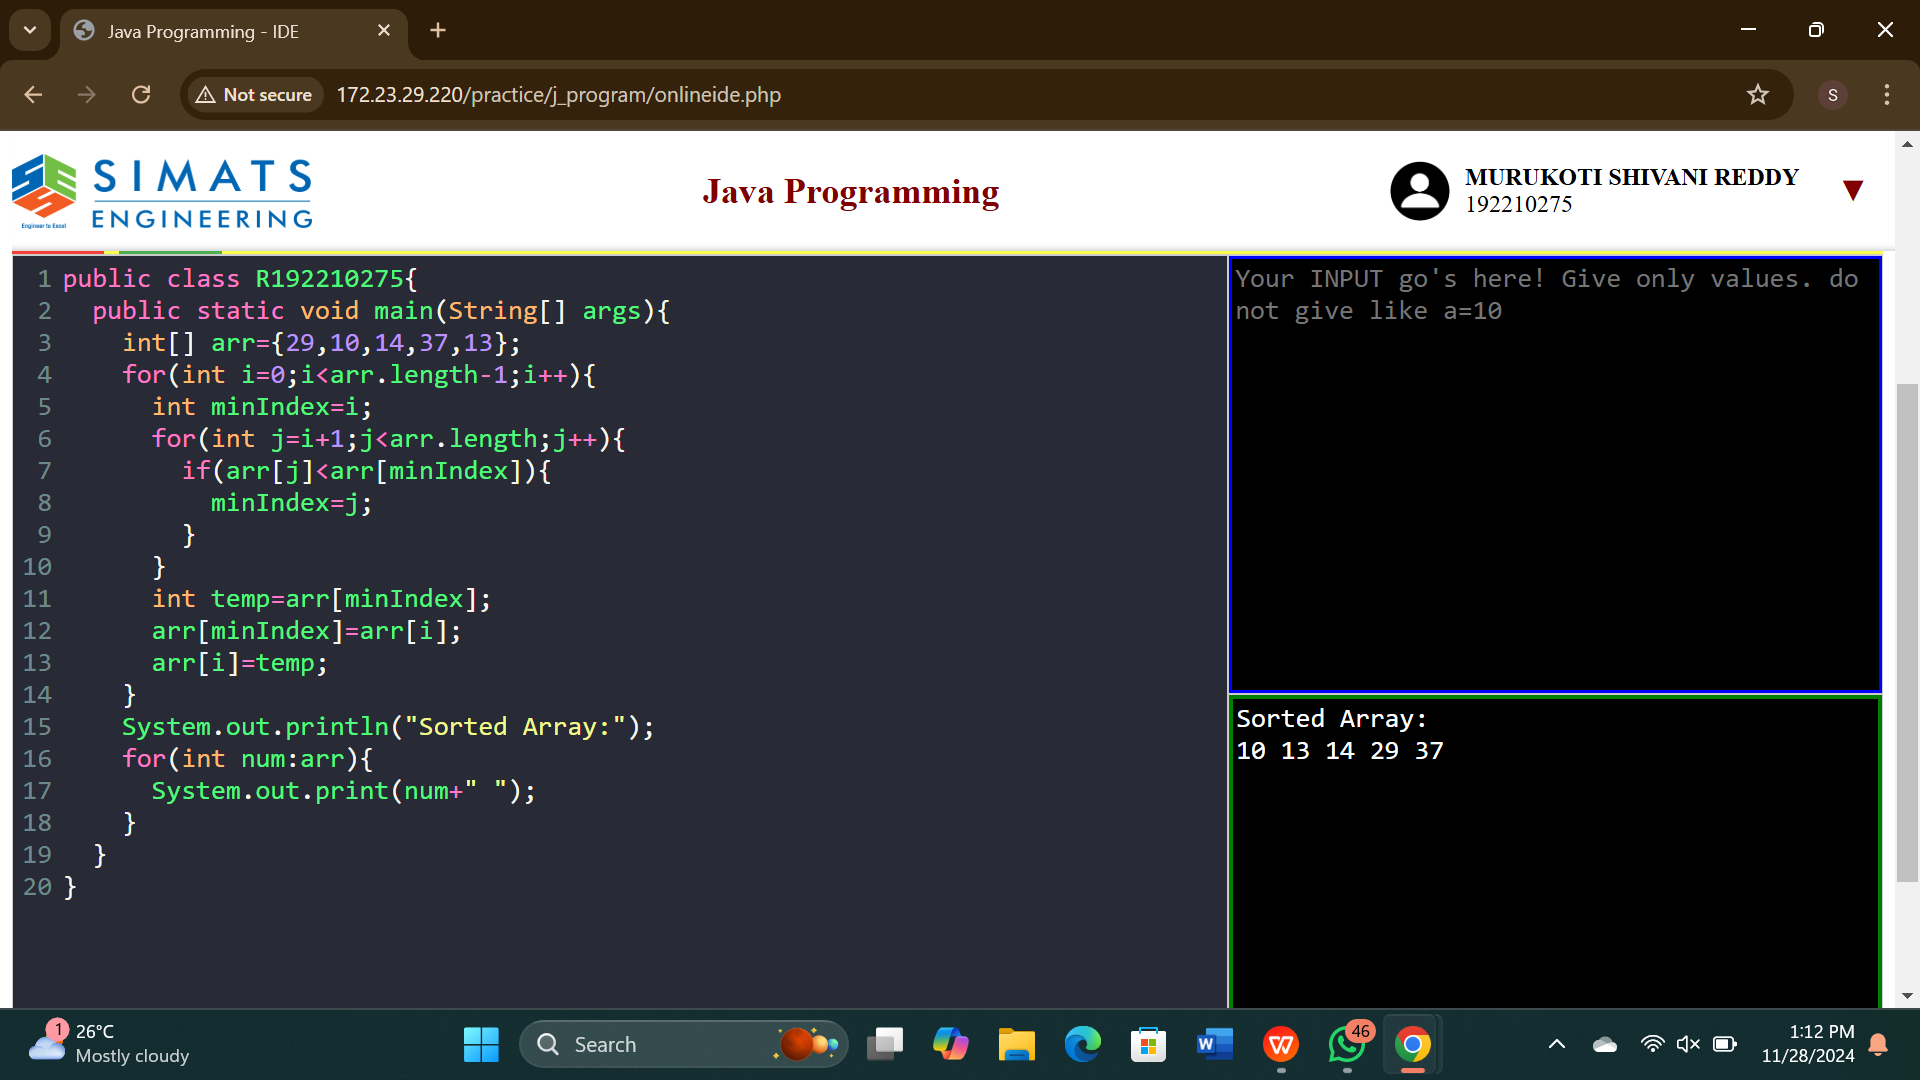 Java Programming - IDE
Not secure
172.23.29.220/practice/j_program/onlineide.php
S
SIMATS
ENGINEERING
Engineer to Excel
Java Programming
MURUKOTI SHIVANI REDDY
192210275
1 public class R192210275{
2   public static void main(String[] args){
3     int[] arr={29,10,14,37,13};
4     for(int i=0;i<arr.length-1;i++){
5       int minIndex=i;
6       for(int j=i+1;j<arr.length;j++){
7         if(arr[j]<arr[minIndex]){
8           minIndex=j;
9         }
10       }
11       int temp=arr[minIndex];
12       arr[minIndex]=arr[i];
13       arr[i]=temp;
14     }
15     System.out.println("Sorted Array:");
16     for(int num:arr){
17       System.out.print(num+" ");
18     }
19   }
20 }
Your INPUT go's here! Give only values. do
not give like a=10
Sorted Array:
10 13 14 29 37
1
26°C
Mostly cloudy
Search
46
1:12 PM
11/28/2024